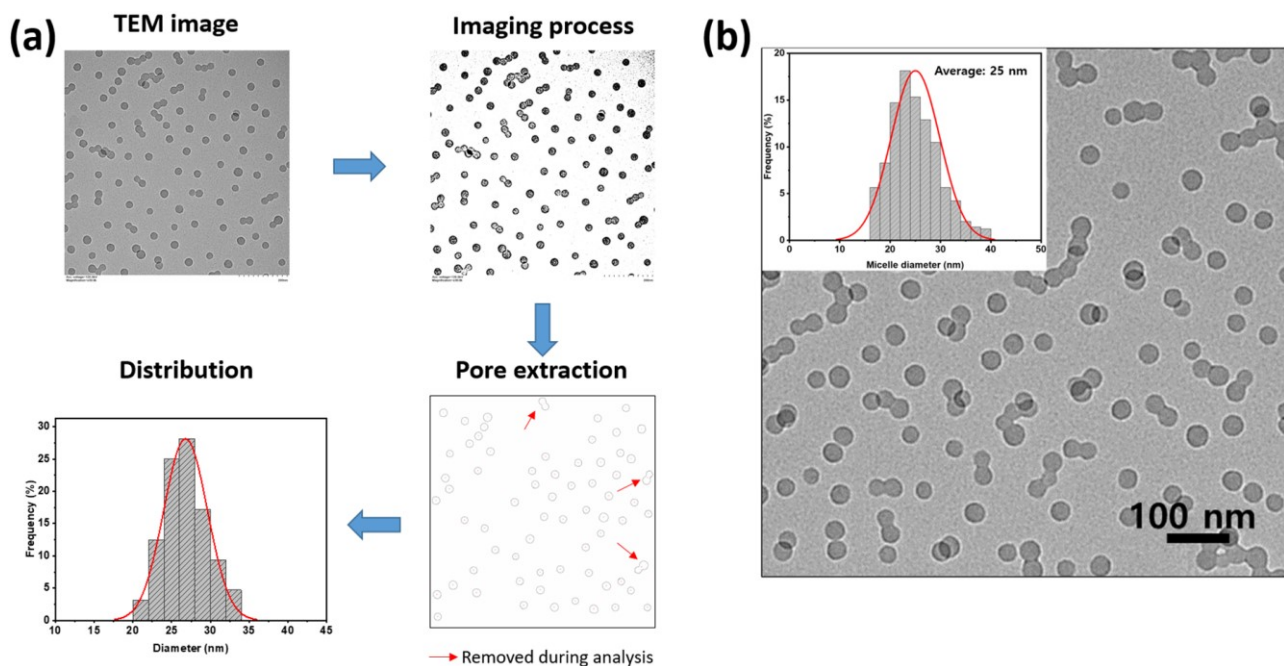 (a)
TEM image
Imaging process
Distribution
Frequency (%)
30
25
20
15
10
5
0
10 15 20 25 30 35 40 45
Diameter (nm)
Pore extraction
Removed during analysis
(b)
Average: 25 nm
Frequency (%)
20
15
10
5
0
0 10 20 30 40 50
Micelle diameter (nm)
100 nm